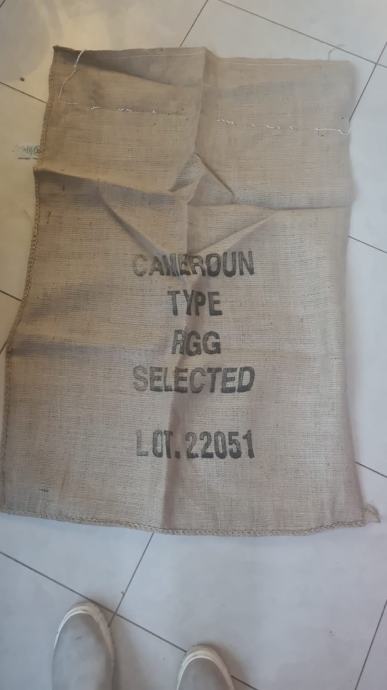 CAMEROUN
TYPE
RGG
SELECTED
LOT.22051